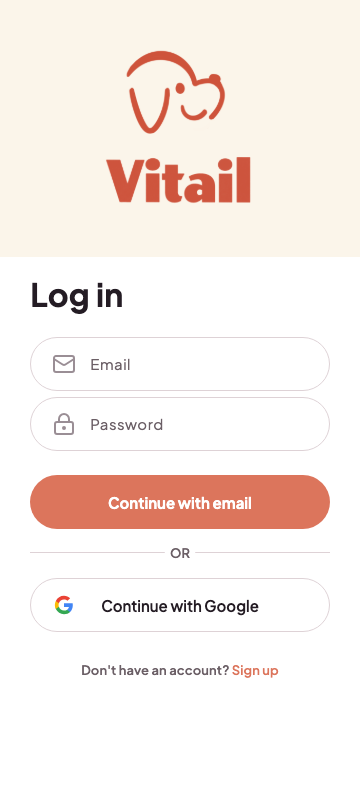 Vitail
Log in
Email
Password
Continue with email
OR
Continue with Google
Don't have an account? Sign up